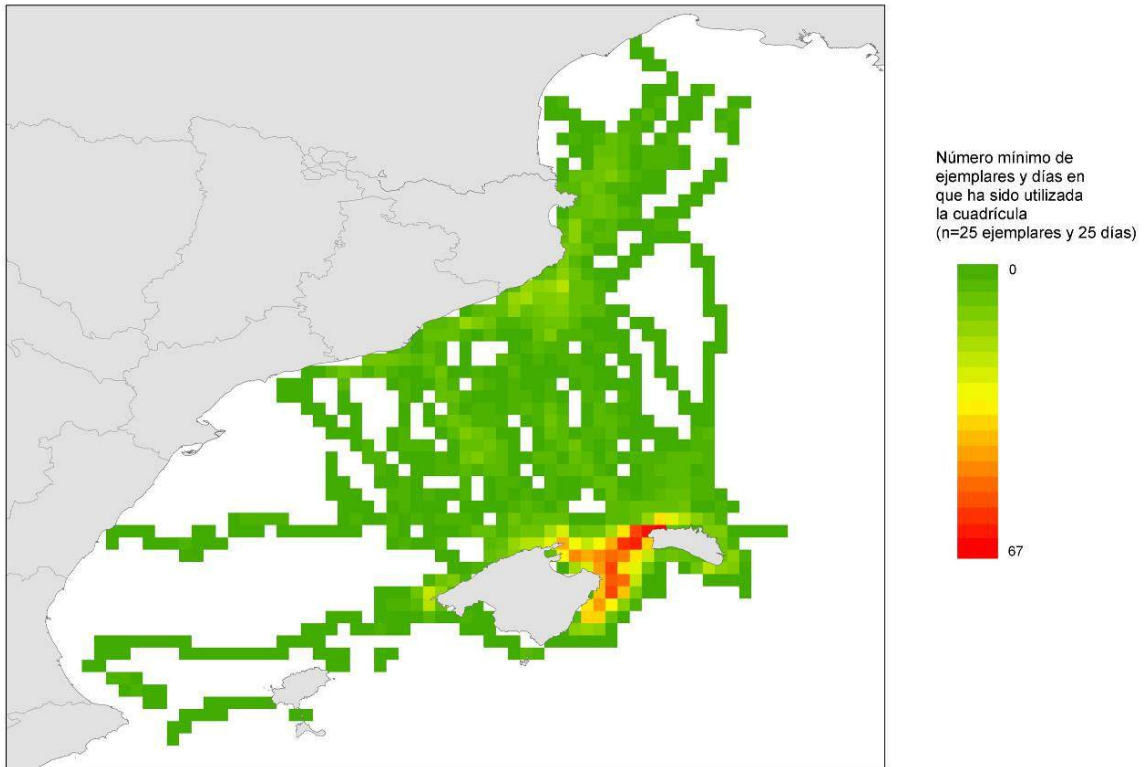 Número mínimo de
ejemplares y días en
que ha sido utilizada
la cuadrícula
(n=25 ejemplares y 25 días)
0
67